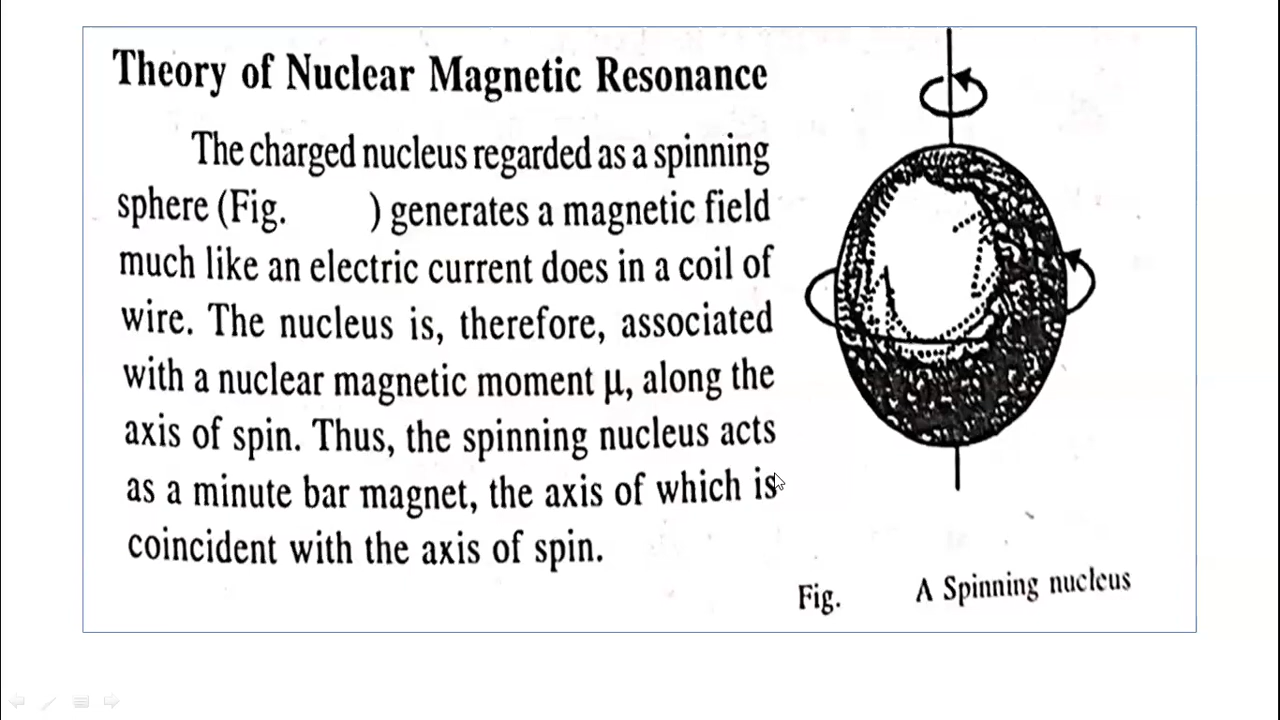 Theory of Nuclear Magnetic Resonance
The charged nucleus regarded as a spinning
sphere (Fig. ) generates a magnetic field
much like an electric current does in a coil of
wire. The nucleus is, therefore, associated
with a nuclear magnetic moment μ, along the
axis of spin. Thus, the spinning nucleus acts
as a minute bar magnet, the axis of which is
coincident with the axis of spin.
Fig. A Spinning nucleus